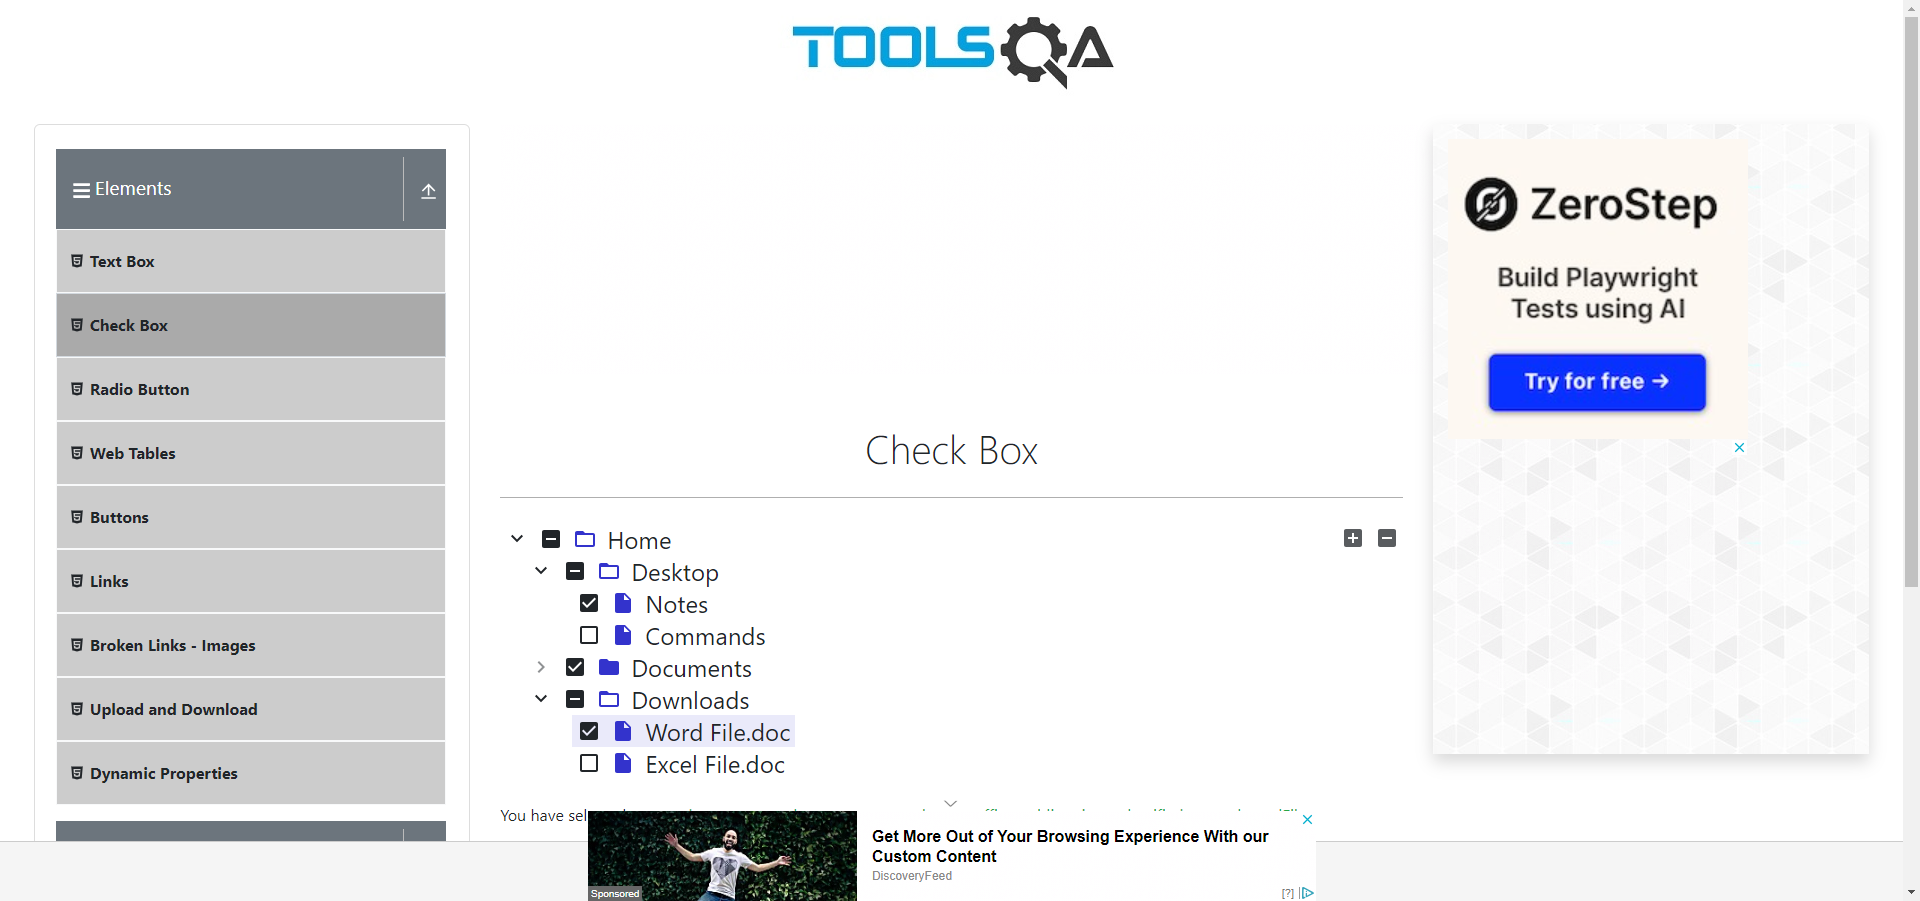 TOOLSQA
Elements
Text Box
Check Box
Radio Button
Web Tables
Buttons
Links
Broken Links - Images
Upload and Download
Dynamic Properties
Check Box
Home
Desktop
Notes
Commands
Documents
Downloads
Word File.doc
Excel File.doc
You have
ZeroStep
Build Playwright
Tests using AI
Try for free →
Get More Out of Your Browsing Experience With our
Custom Content
DiscoveryFeed
Sponsored
[?]